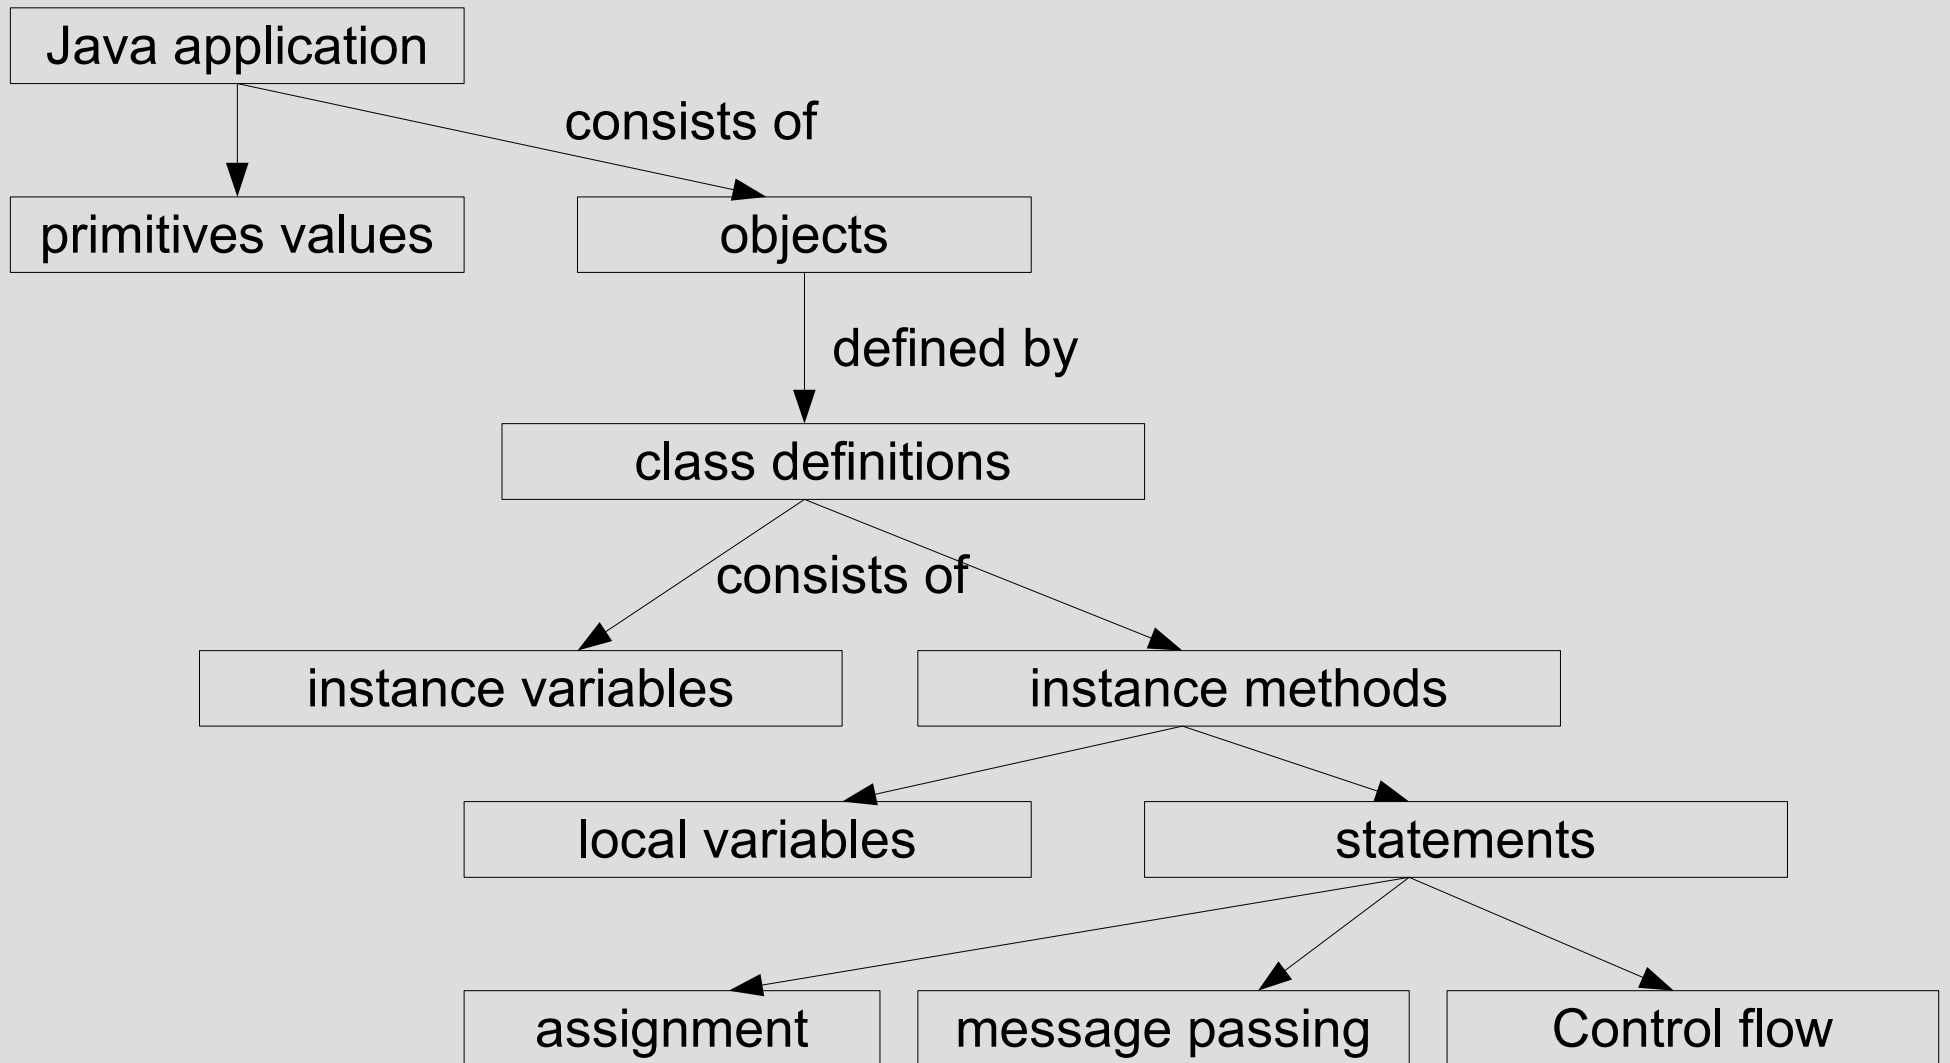 Java application
consists of
primitives values
objects
defined by
class definitions
consists of
instance variables
instance methods
local variables
statements
assignment
message passing
Control flow